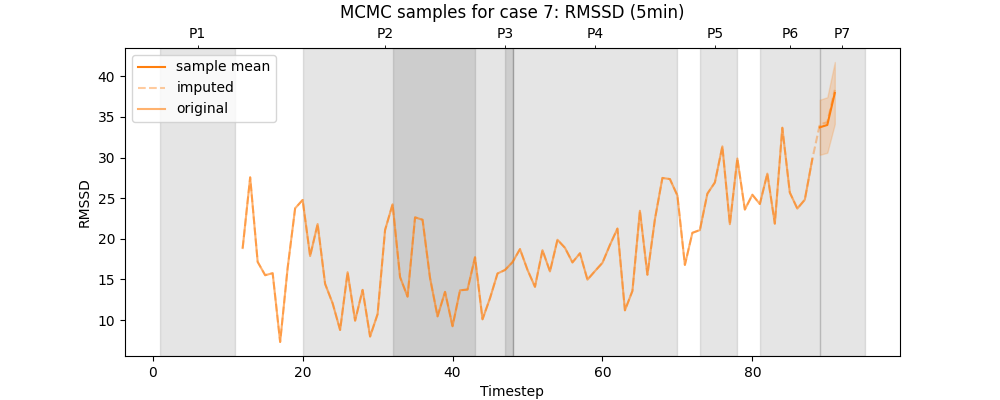 MCMC samples for case 7: RMSSD (5min)
P1 P2 P3 P4 P5 P6 P7
sample mean
imputed
original
40
35
30
25
20
15
10
RMSSD
0 20 40 60 80
Timestep